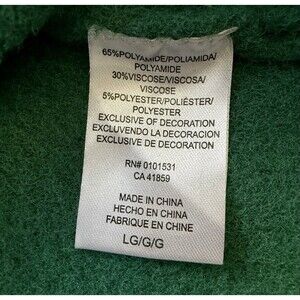 65%POLYAMIDE/POLIAMIDA/
POLYAMIDE
30%VISCOSE/VISCOSA/
VISCOSE
5%POLYESTER/POLIÉSTER/
POLYESTER
EXCLUSIVE OF DECORATION
EXCLUVENDO LA DECORACION
EXCLUSIVE DE DECORATION
RN# 0101531
CA 41859
MADE IN CHINA
HECHO EN CHINA
FABRIQUE EN CHINE
LG/G/G